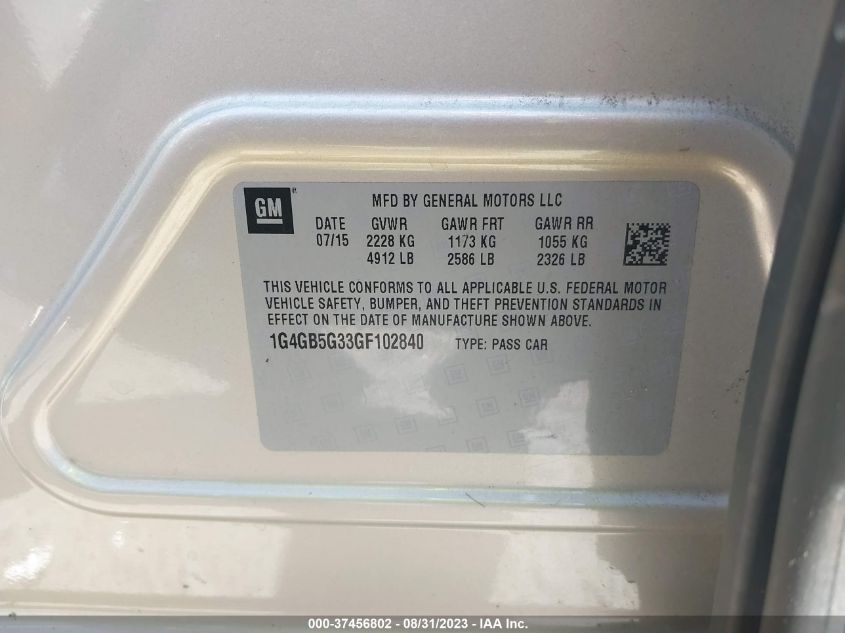 GM
MFD BY GENERAL MOTORS LLC
DATE GVWR GAWR FRT GAWR RR
07/15 2228 KG 1173 KG 1055 KG
4912 LB 2586 LB 2326 LB
THIS VEHICLE CONFORMS TO ALL APPLICABLE U.S. FEDERAL MOTOR
VEHICLE SAFETY, BUMPER, AND THEFT PREVENTION STANDARDS IN
EFFECT ON THE DATE OF MANUFACTURE SHOWN ABOVE.
1G4GB5G33GF102840 TYPE: PASS CAR
000-37456802 - 08/31/2023 - IAA Inc.